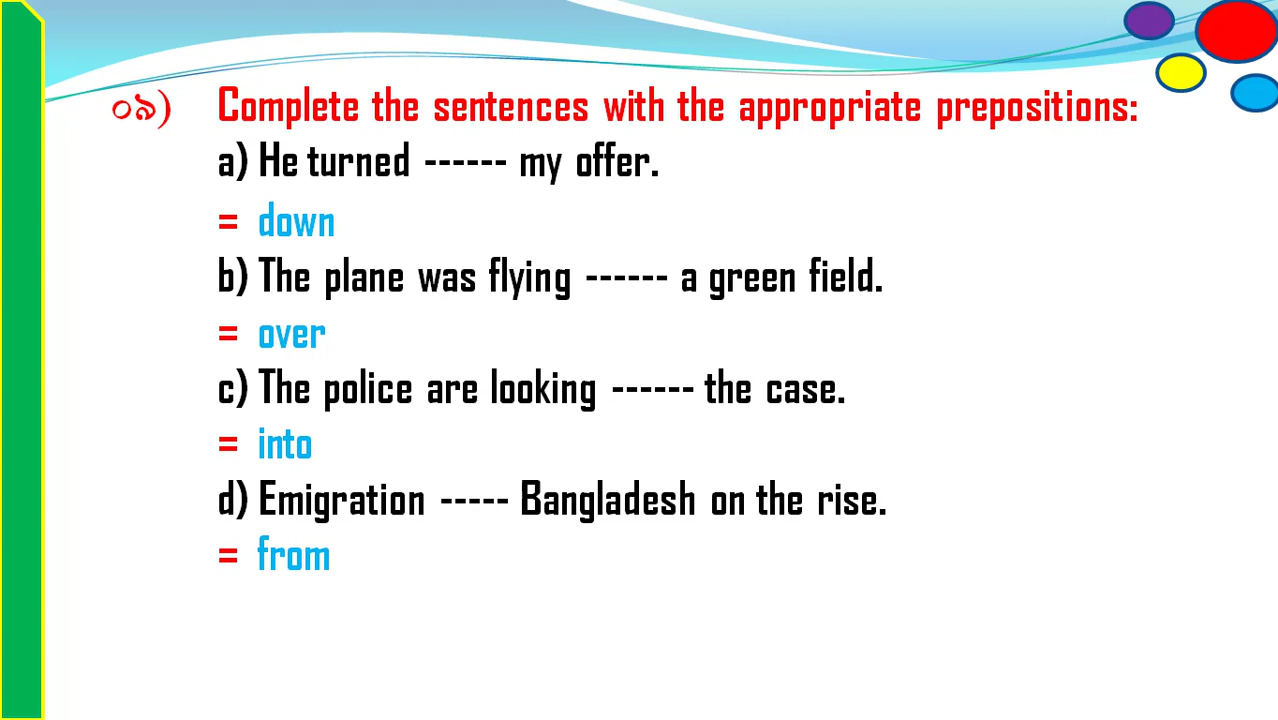 ০৯) Complete the sentences with the appropriate prepositions:
a) He turned ------ my offer.
= down
b) The plane was flying ------ a green field.
= over
c) The police are looking ------ the case.
= into
d) Emigration ----- Bangladesh on the rise.
= from